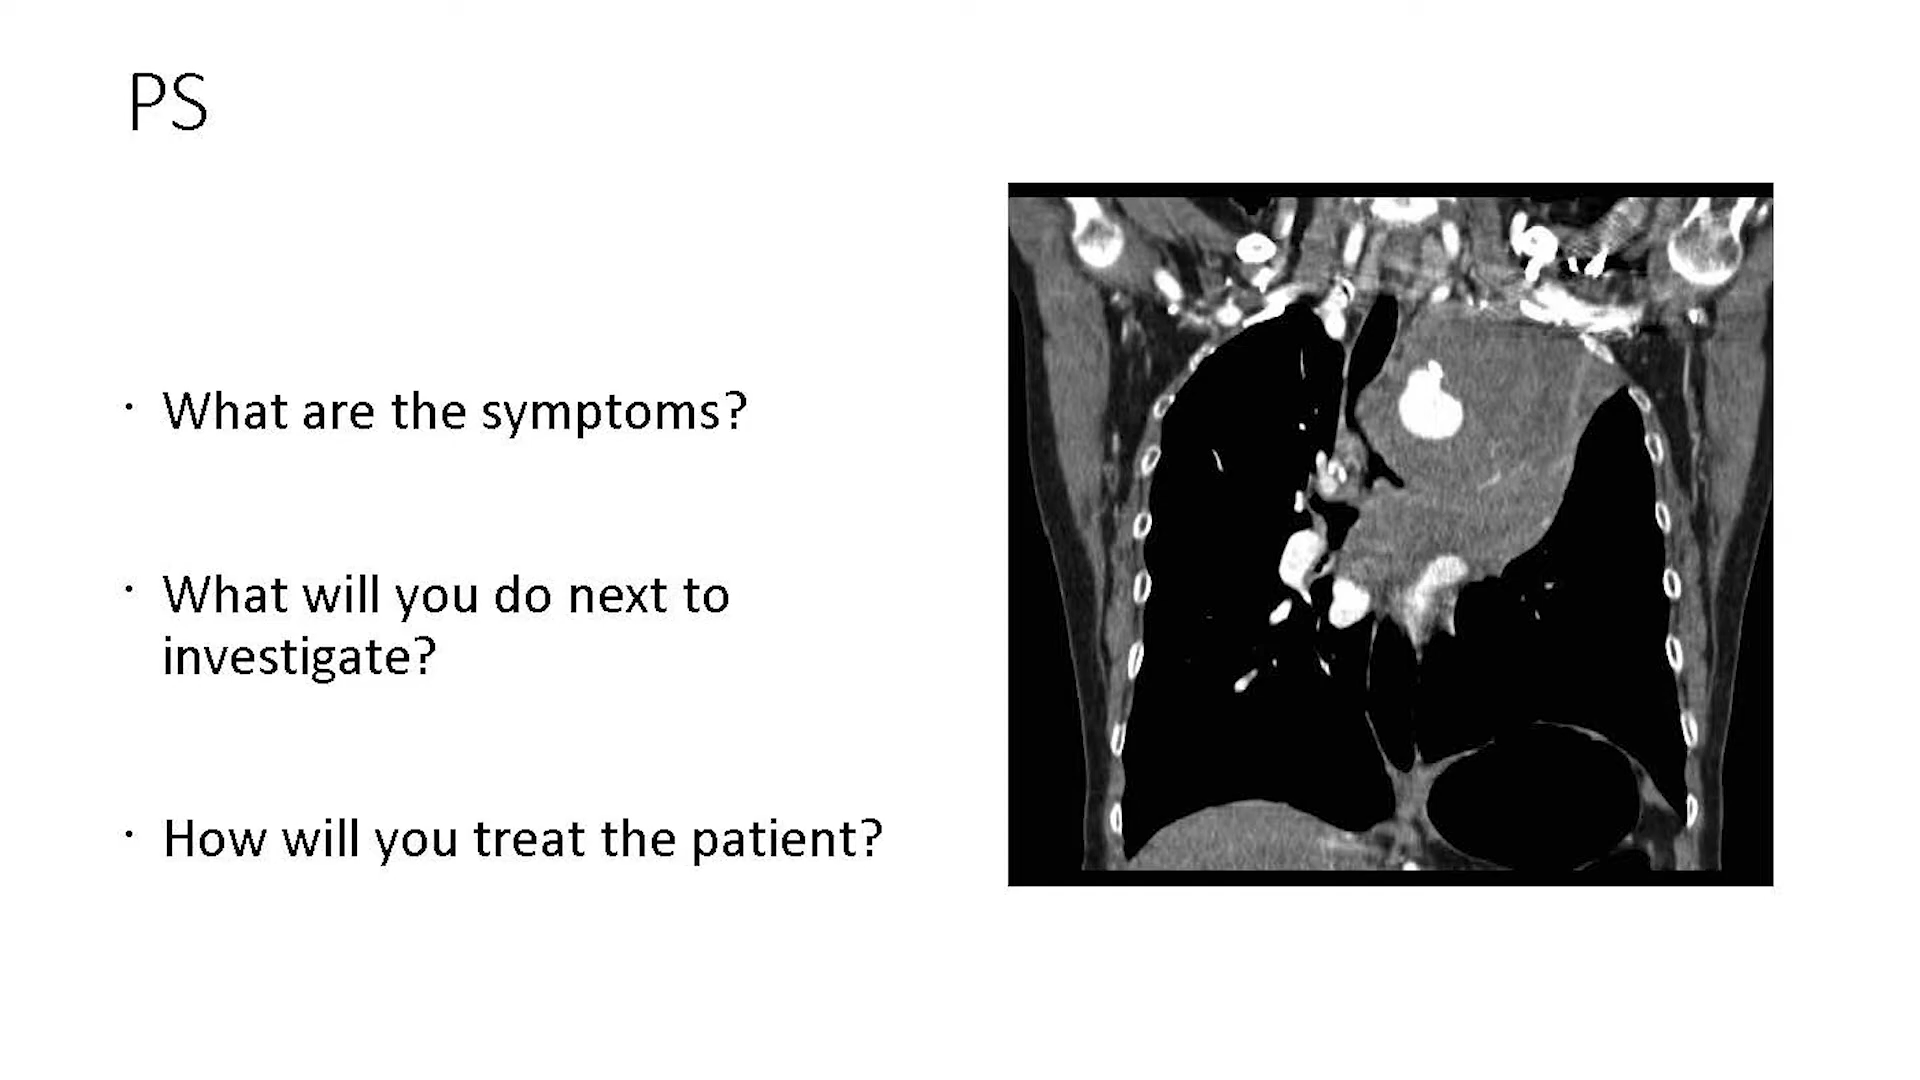 PS
· What are the symptoms?
· What will you do next to
investigate?
· How will you treat the patient?